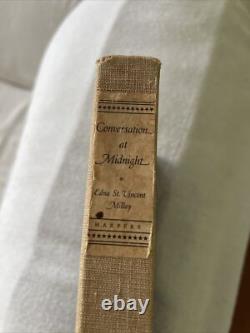 Conversation
at
Midnight
Edna St. Vincent
Millay
HARPERS